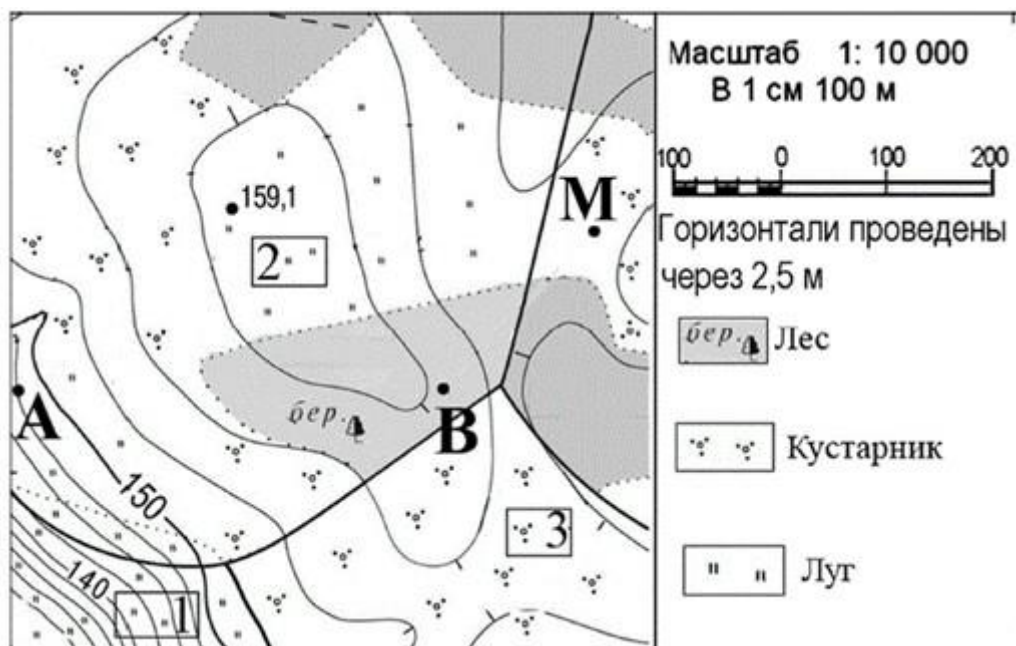 Масштаб 1: 10 000
В 1 см 100 м
100 0 100 200
Горизонтали проведены
через 2,5 м
бер. Лес
Кустарник
Луг
М
159,1
2
А
бер.
В
150
3
140
1